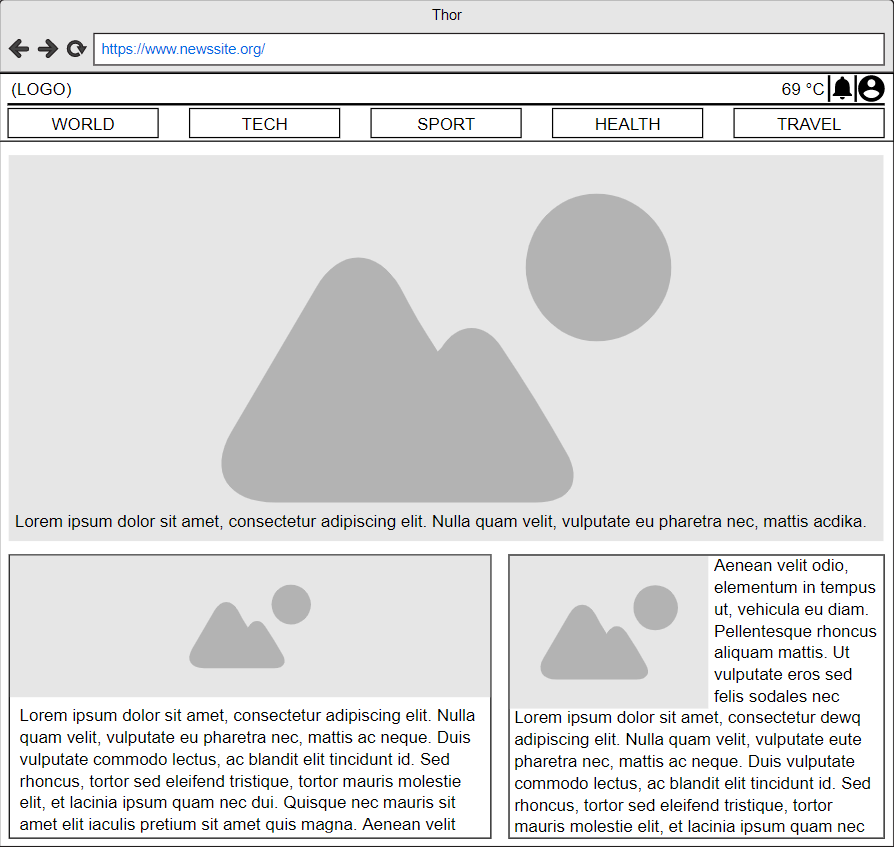 Thor
https://www.newssite.org/
(LOGO)
69 °C
WORLD
TECH
SPORT
HEALTH
TRAVEL
Lorem ipsum dolor sit amet, consectetur adipiscing elit. Nulla quam velit, vulputate eu pharetra nec, mattis acdika.
Lorem ipsum dolor sit amet, consectetur adipiscing elit. Nulla
quam velit, vulputate eu pharetra nec, mattis ac neque. Duis
vulputate commodo lectus, ac blandit elit tincidunt id. Sed
rhoncus, tortor sed eleifend tristique, tortor mauris molestie
elit, et lacinia ipsum quam nec dui. Quisque nec mauris sit
amet elit iaculis pretium sit amet quis magna. Aenean velit
Aenean velit odio,
elementum in tempus
ut, vehicula eu diam.
Pellentesque rhoncus
aliquam mattis. Ut
vulputate eros sed
felis sodales nec
Lorem ipsum dolor sit amet, consectetur dewq
adipiscing elit. Nulla quam velit, vulputate eute
pharetra nec, mattis ac neque. Duis vulputate
commodo lectus, ac blandit elit tincidunt id. Sed
rhoncus, tortor sed eleifend tristique, tortor
mauris molestie elit, et lacinia ipsum quam nec